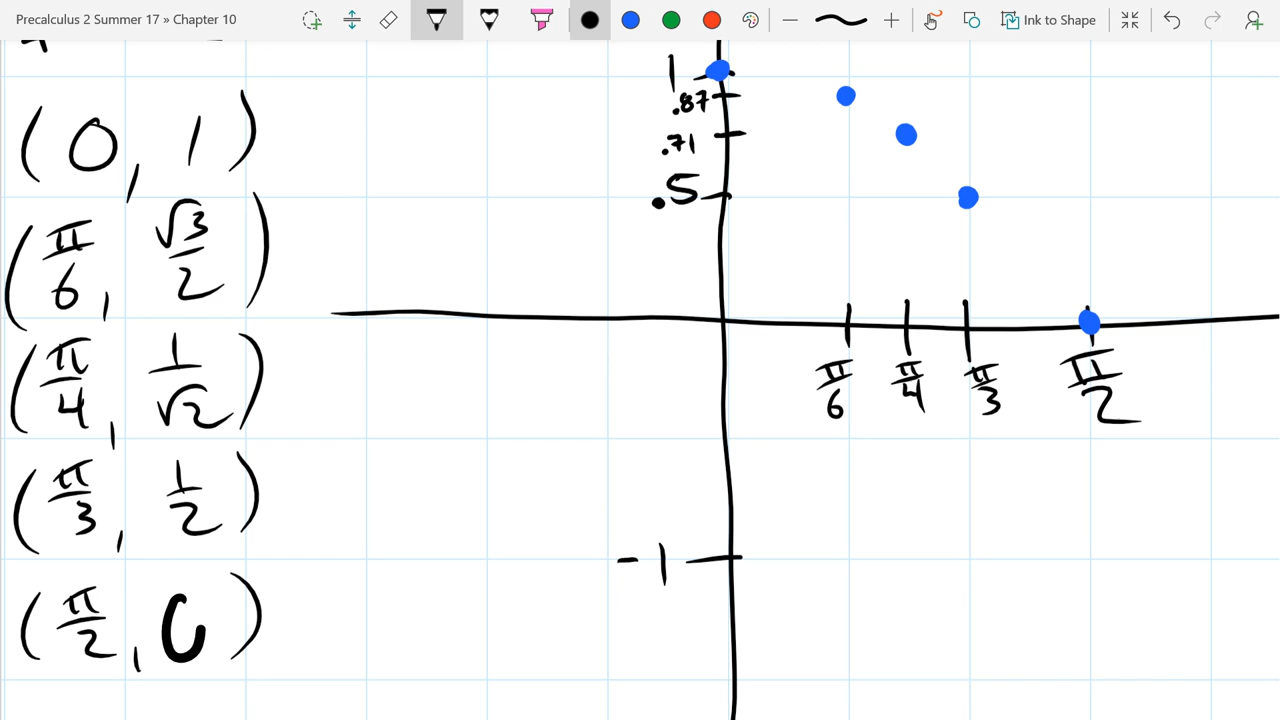 Precalculus 2 Summer 17 » Chapter 10
Ink to Shape
(0, 1)
(π/6, √3/2)
(π/4, 1/√2)
(π/3, 1/2)
(π/2, 0)
1
.87
.71
.5
-1
π/6 π/4 π/3 π/2